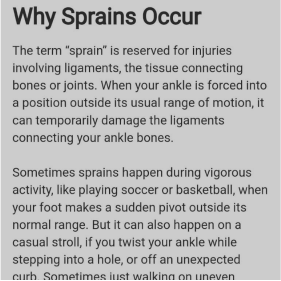 Why Sprains Occur
The term “sprain” is reserved for injuries
involving ligaments, the tissue connecting
bones or joints. When your ankle is forced into
a position outside its usual range of motion, it
can temporarily damage the ligaments
connecting your ankle bones.
Sometimes sprains happen during vigorous
activity, like playing soccer or basketball, when
your foot makes a sudden pivot outside its
normal range. But it can also happen on a
casual stroll, if you twist your ankle while
stepping into a hole, or off an unexpected
curb. Sometimes just walking on uneven